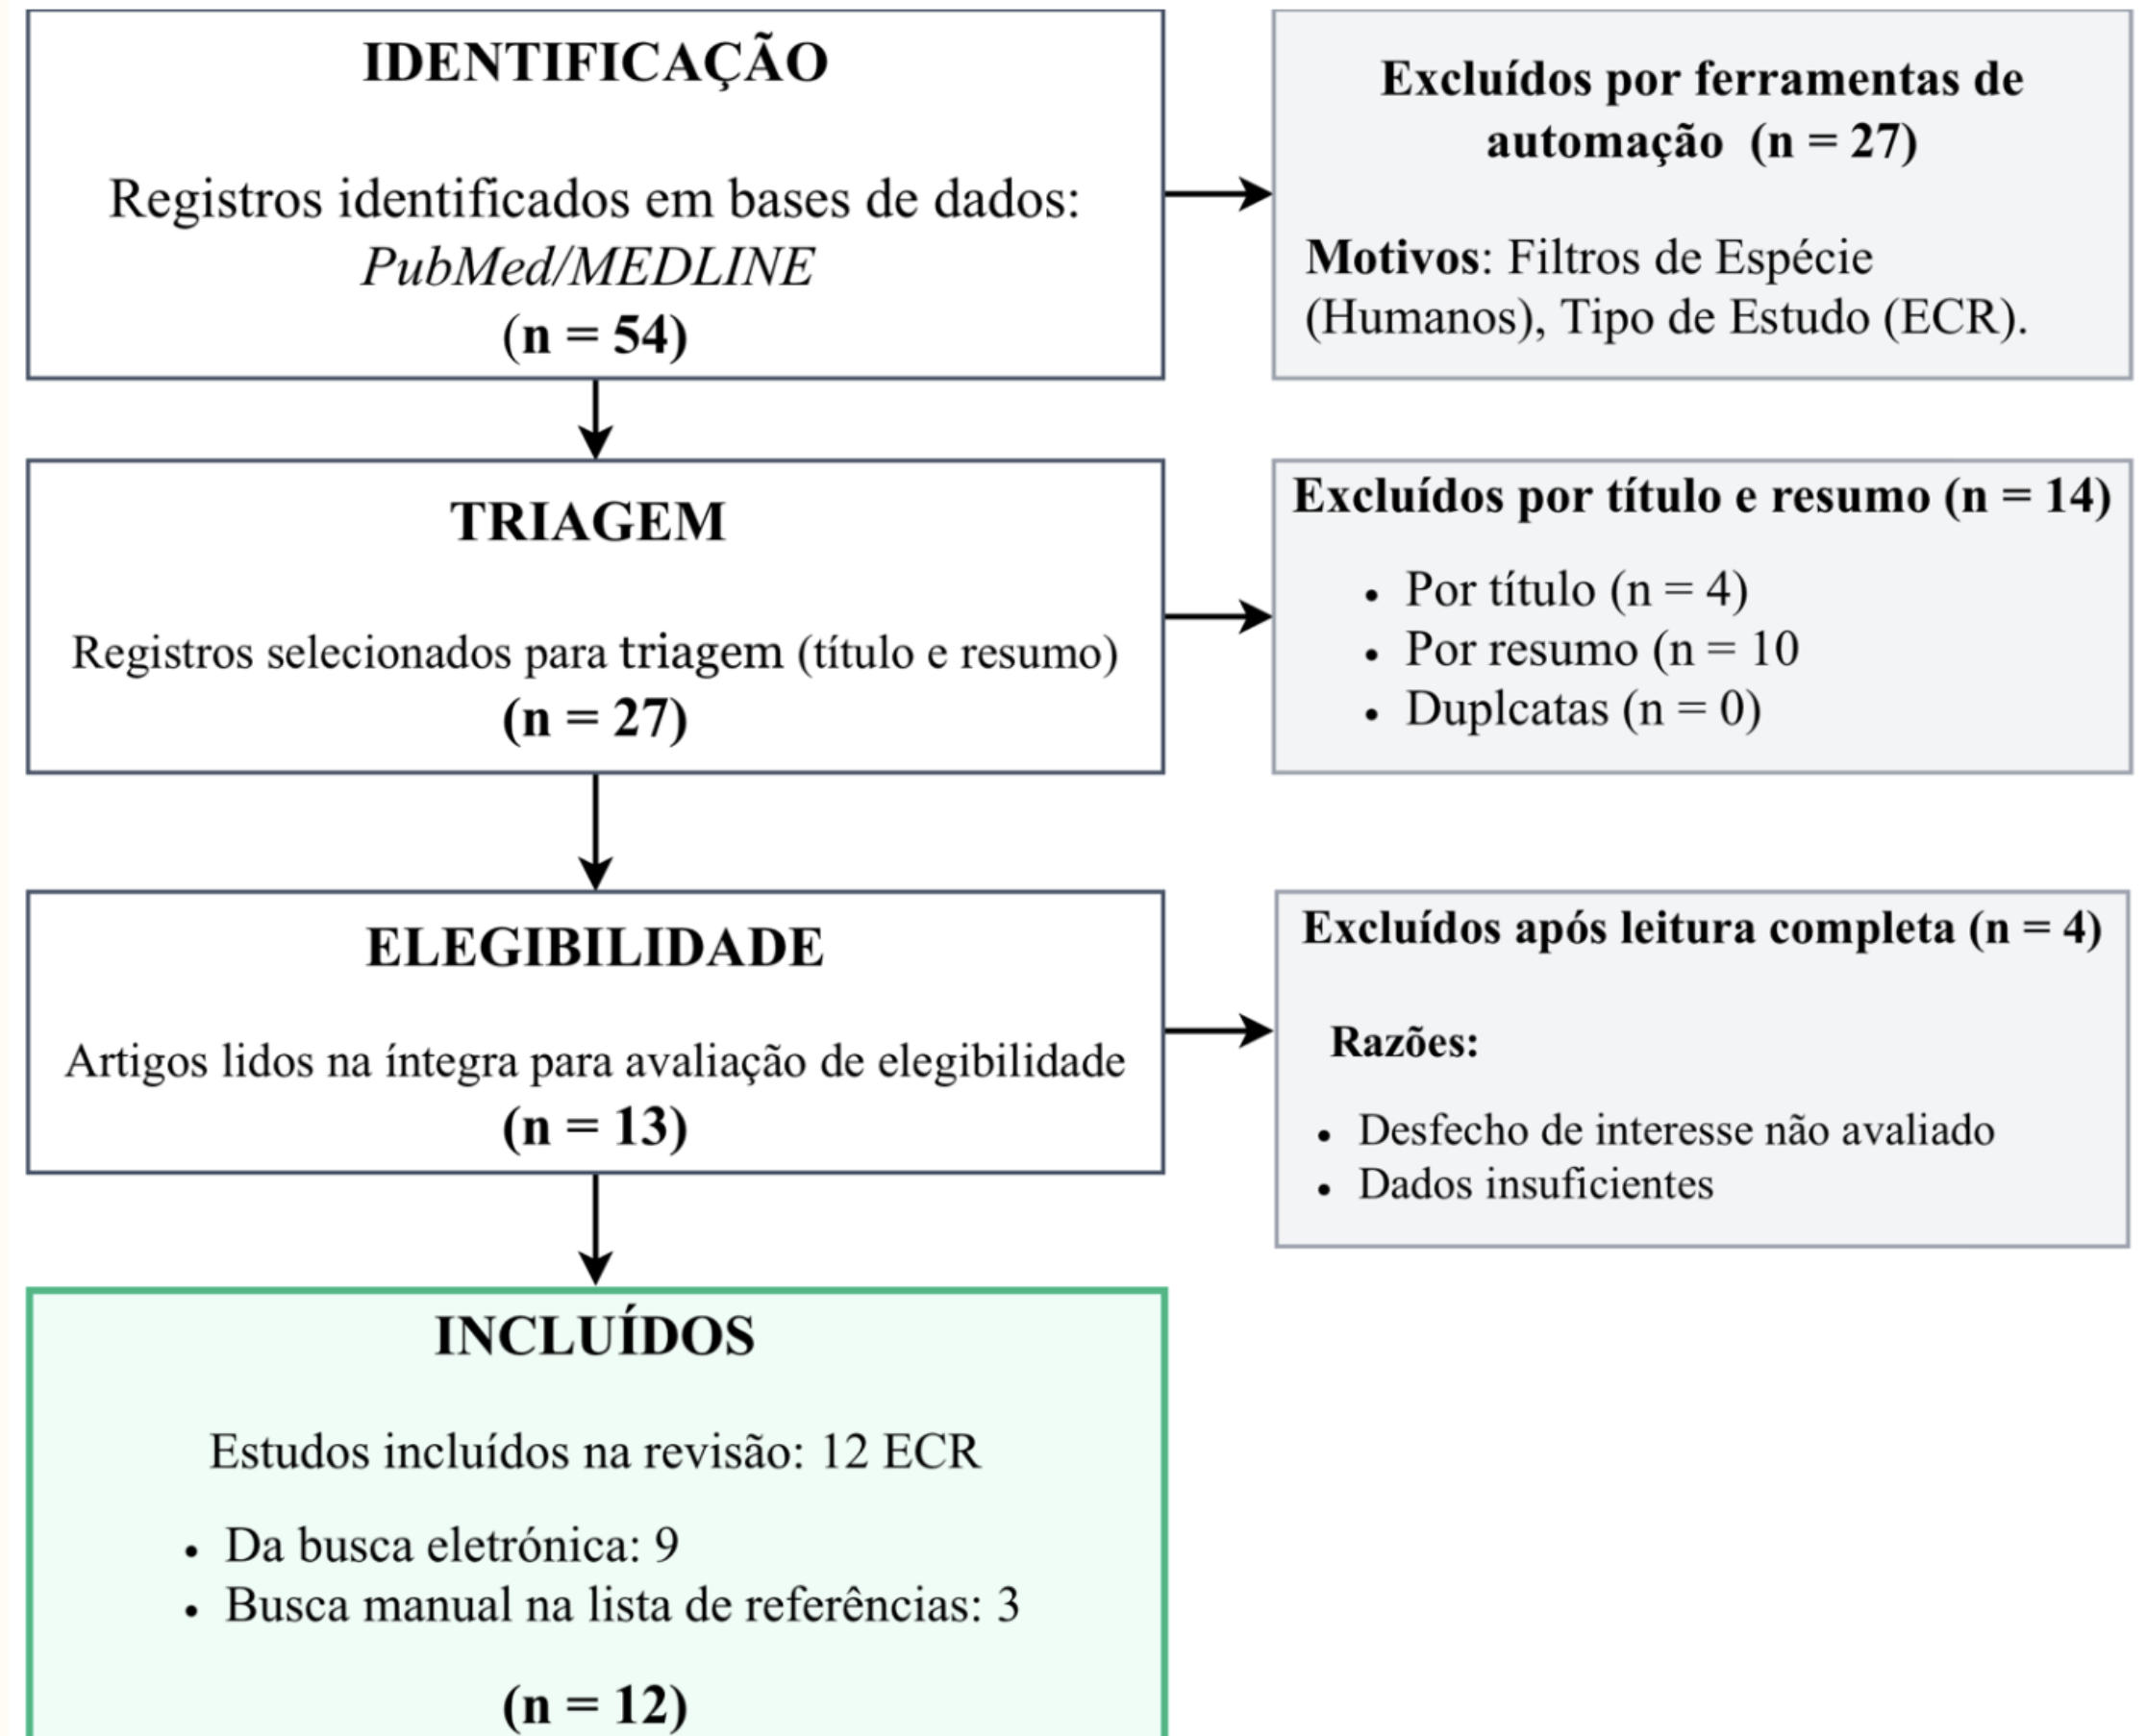 IDENTIFICAÇÃO
Registros identificados em bases de dados:
PubMed/MEDLINE
(n = 54)
Excluídos por ferramentas de
automação (n = 27)
Motivos: Filtros de Espécie
(Humanos), Tipo de Estudo (ECR).
TRIAGEM
Registros selecionados para triagem (título e resumo)
(n = 27)
Excluídos por título e resumo (n = 14)
• Por título (n = 4)
• Por resumo (n = 10
• Duplcatas (n = 0)
ELEGIBILIDADE
Artigos lidos na íntegra para avaliação de elegibilidade
(n = 13)
Excluídos após leitura completa (n = 4)
Razões:
• Desfecho de interesse não avaliado
• Dados insuficientes
INCLUÍDOS
Estudos incluídos na revisão: 12 ECR
• Da busca eletrónica: 9
• Busca manual na lista de referências: 3
(n = 12)